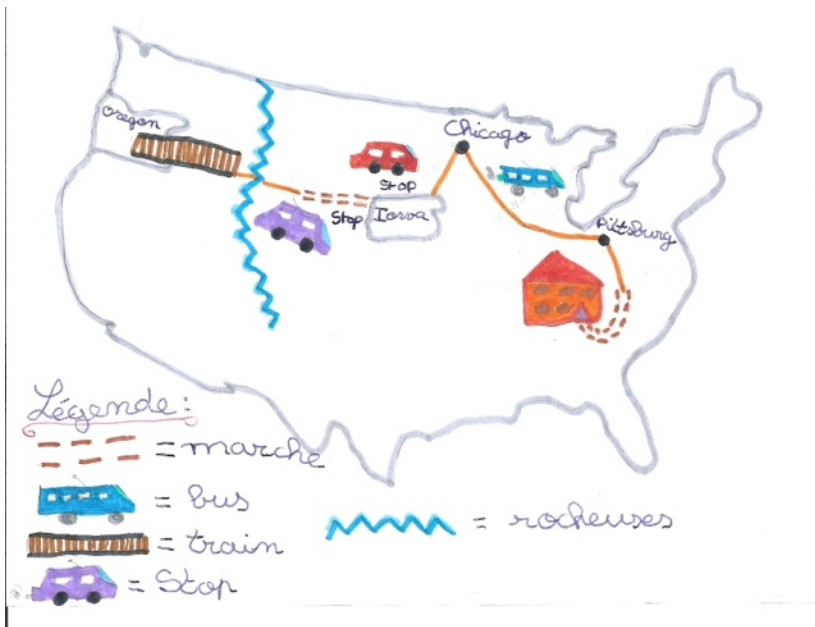 Oregon
Chicago
Stop
Stop
Iowa
Pittsburg
Légende :
= marche
= bus
= train
= Stop
= rocheuses